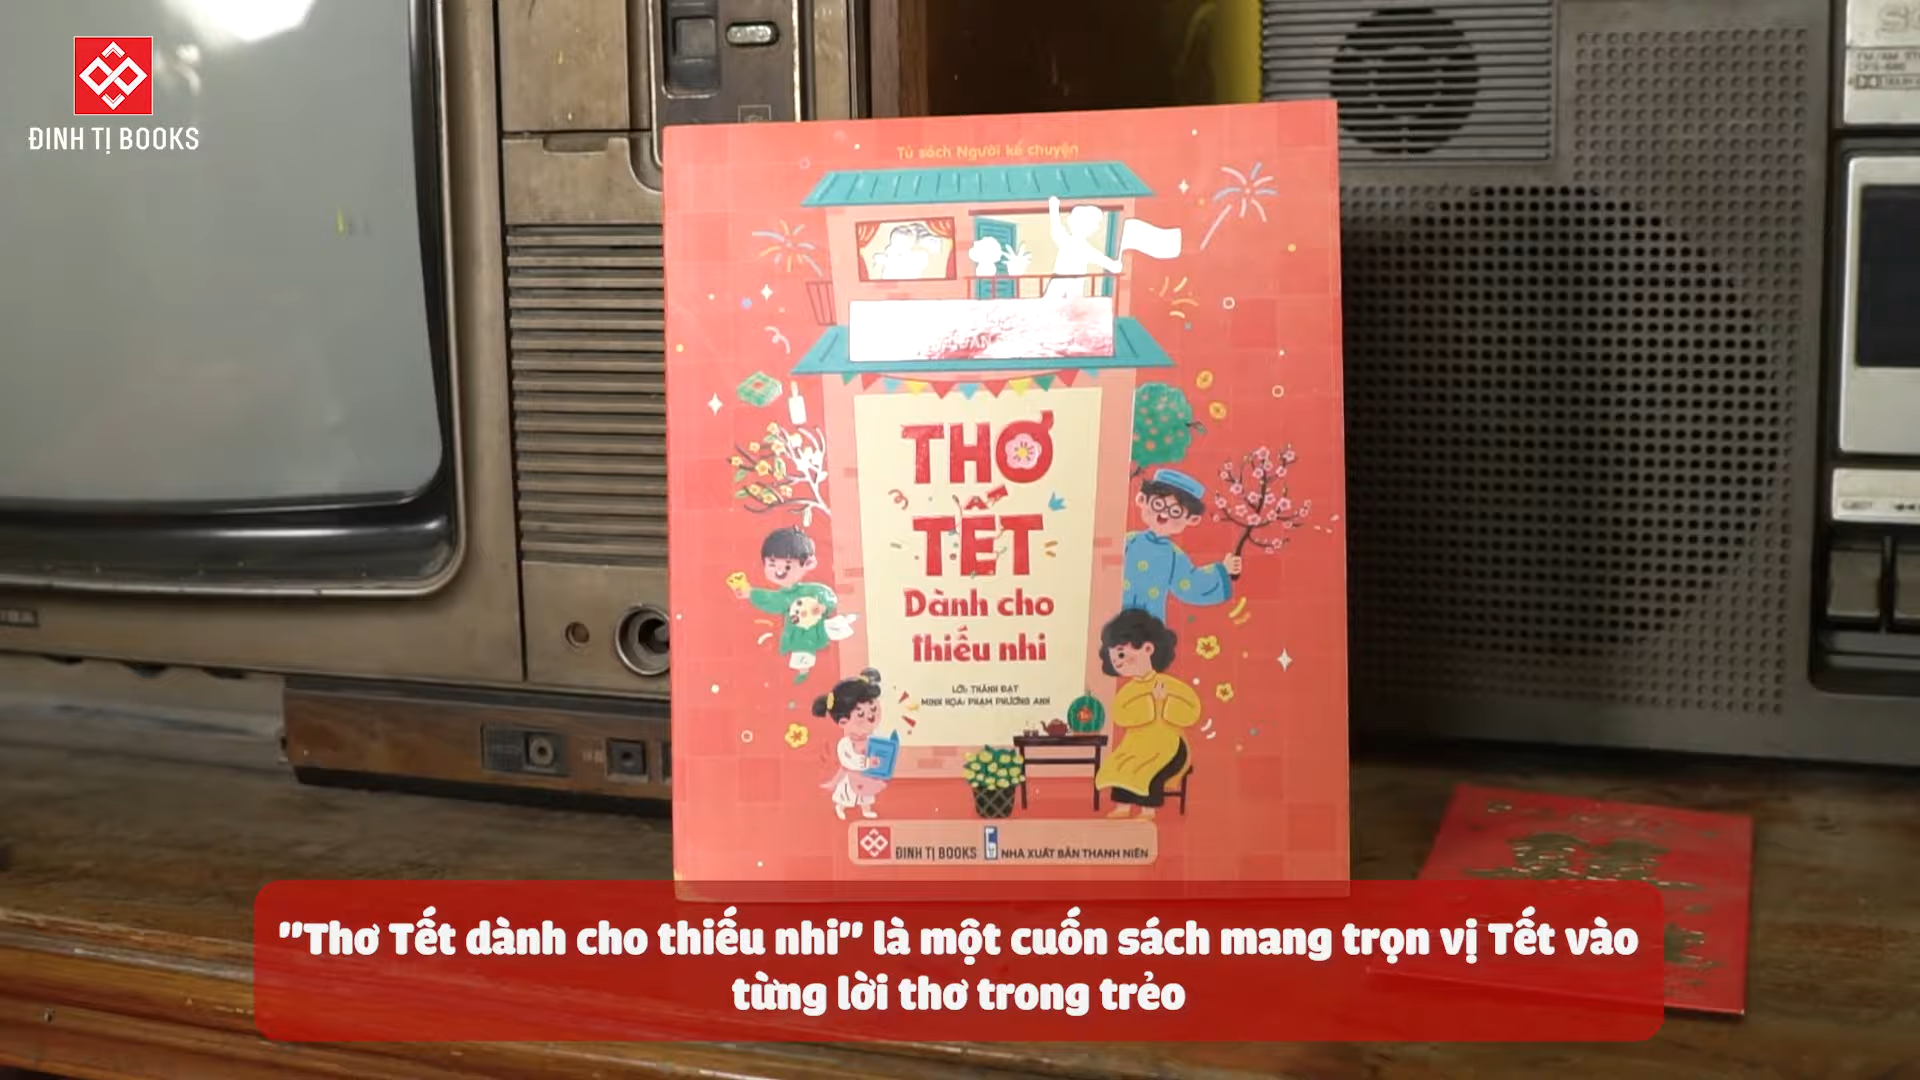 ĐINH TỊ BOOKS
Tủ sách Người kể chuyện
THƠ
TẾT
Dành cho
thiếu nhi
LỜI: THÀNH ĐẠT
MINH HỌA: PHẠM PHƯƠNG ANH
ĐINH TỊ BOOKS NHÀ XUẤT BẢN THANH NIÊN
"Thơ Tết dành cho thiếu nhi" là một cuốn sách mang trọn vị Tết vào
từng lời thơ trong trẻo